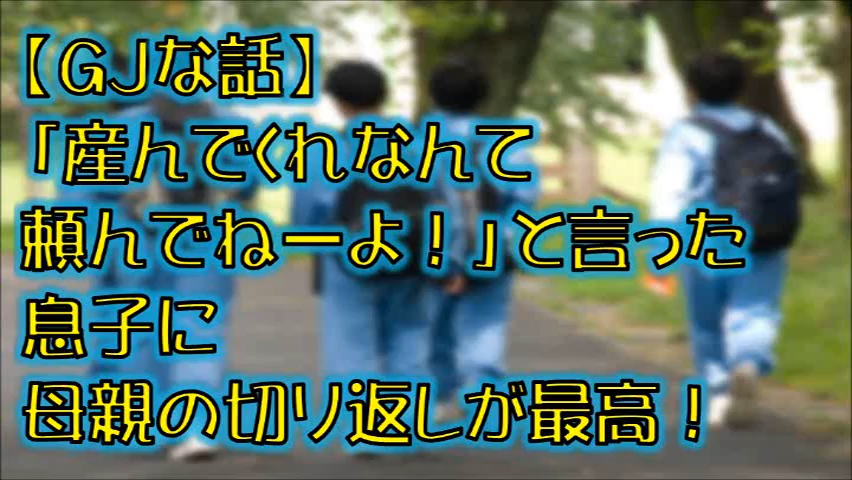 【GJな話】
「産んでくれなんて
頼んでねーよ！」と言った
息子に
母親の切り返しが最高！